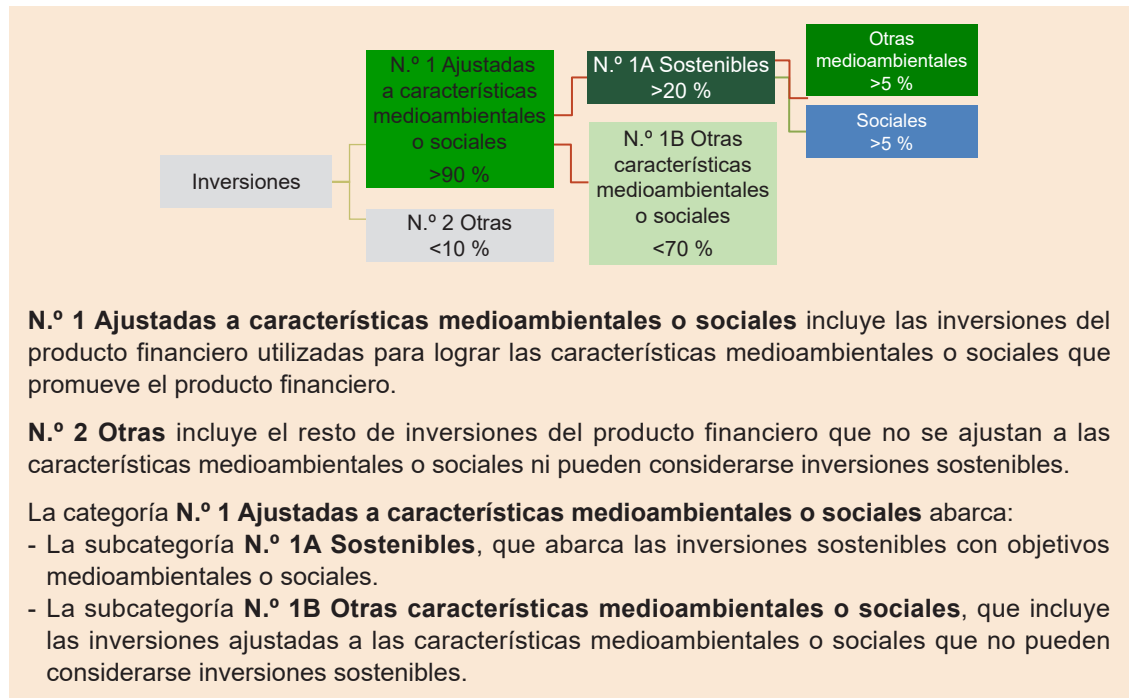 Inversiones
N.º 1 Ajustadas
a características
medioambientales
o sociales
>90 %
N.º 2 Otras
<10 %
N.º 1A Sostenibles
>20 %
N.º 1B Otras
características
medioambientales
o sociales
<70 %
Otras
medioambientales
>5 %
Sociales
>5 %
N.º 1 Ajustadas a características medioambientales o sociales incluye las inversiones del
producto financiero utilizadas para lograr las características medioambientales o sociales que
promueve el producto financiero.
N.º 2 Otras incluye el resto de inversiones del producto financiero que no se ajustan a las
características medioambientales o sociales ni pueden considerarse inversiones sostenibles.
La categoría N.º 1 Ajustadas a características medioambientales o sociales abarca:
- La subcategoría N.º 1A Sostenibles, que abarca las inversiones sostenibles con objetivos
medioambientales o sociales.
- La subcategoría N.º 1B Otras características medioambientales o sociales, que incluye
las inversiones ajustadas a las características medioambientales o sociales que no pueden
considerarse inversiones sostenibles.